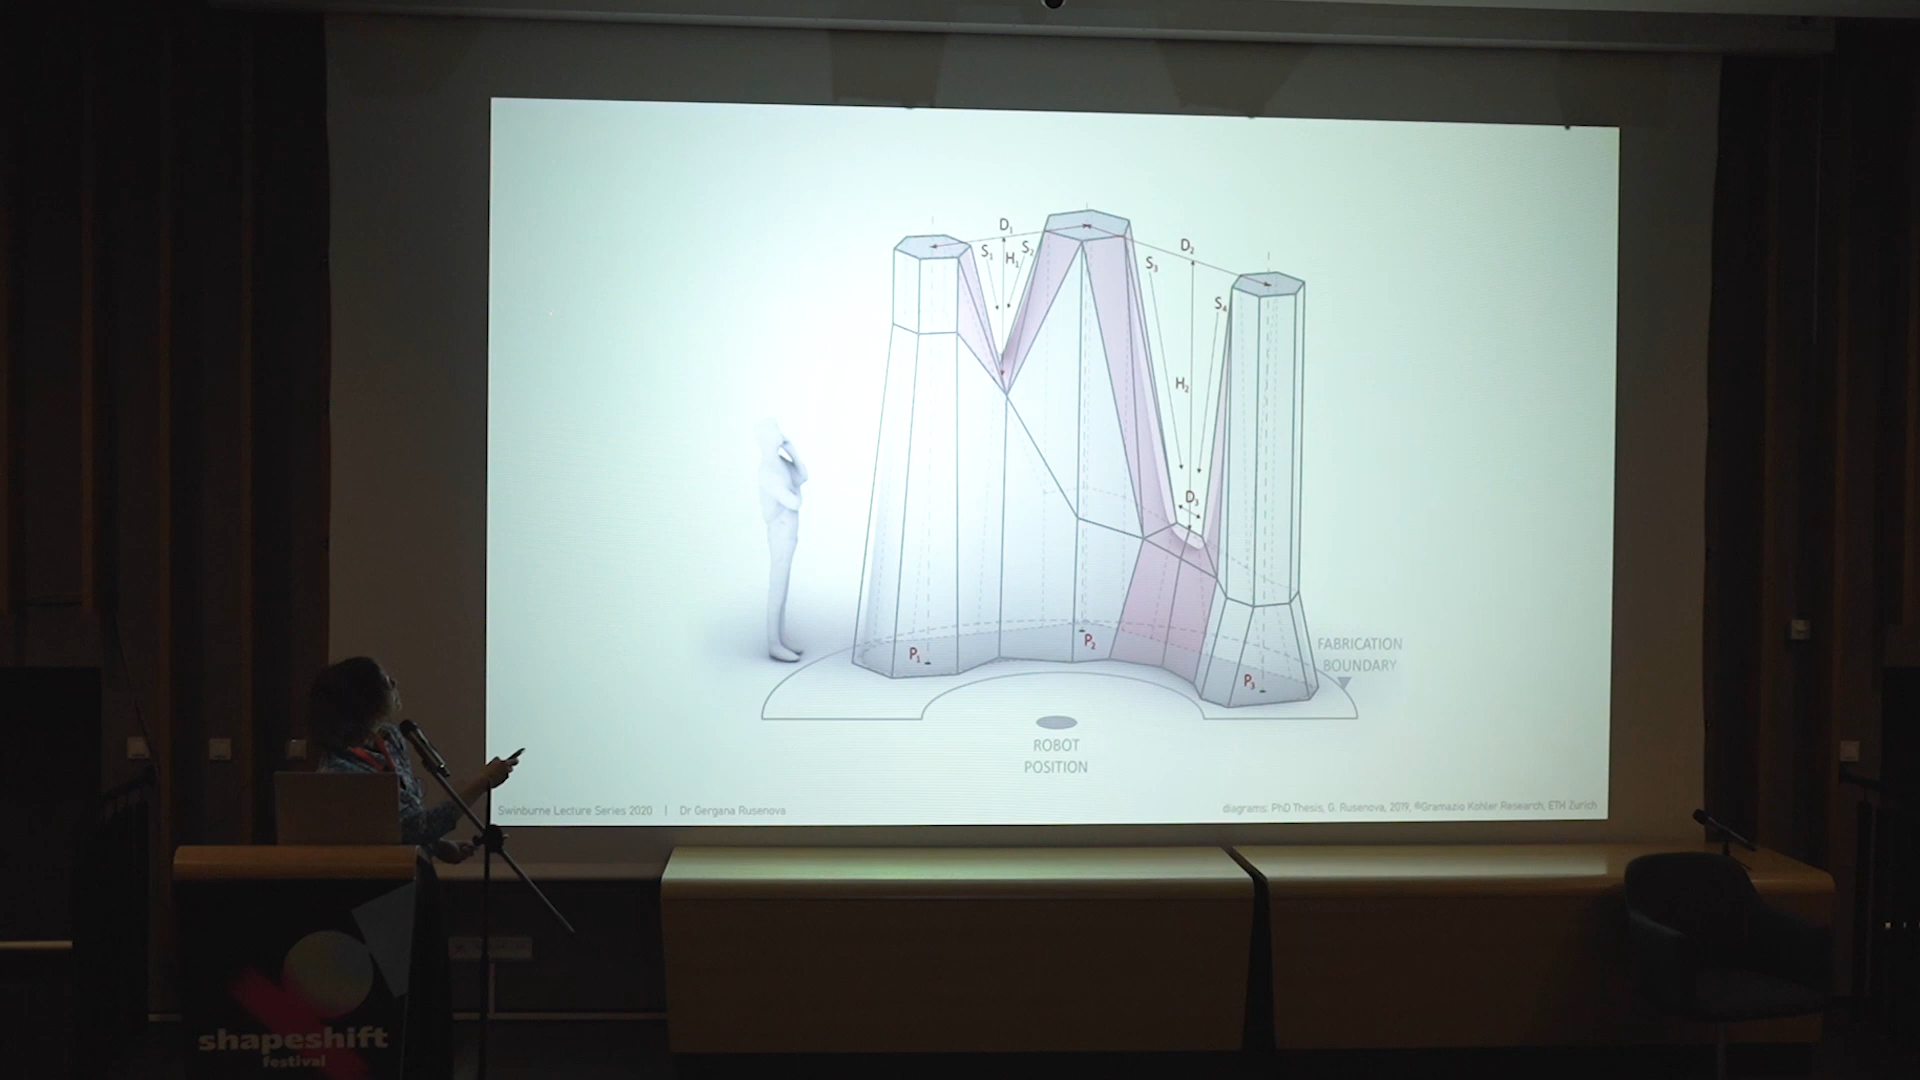 D₁
S₁
H₁
S₂
D₂
S₃
S₄
H₂
D₃
P₁
P₂
P₃
FABRICATION
BOUNDARY
ROBOT
POSITION
Swinburne Lecture Series 2020 | Dr Gergana Rusenova
diagrams: PhD Thesis, G. Rusenova, 2019, ©Gramazio Kohler Research, ETH Zurich
shapeshift
festival